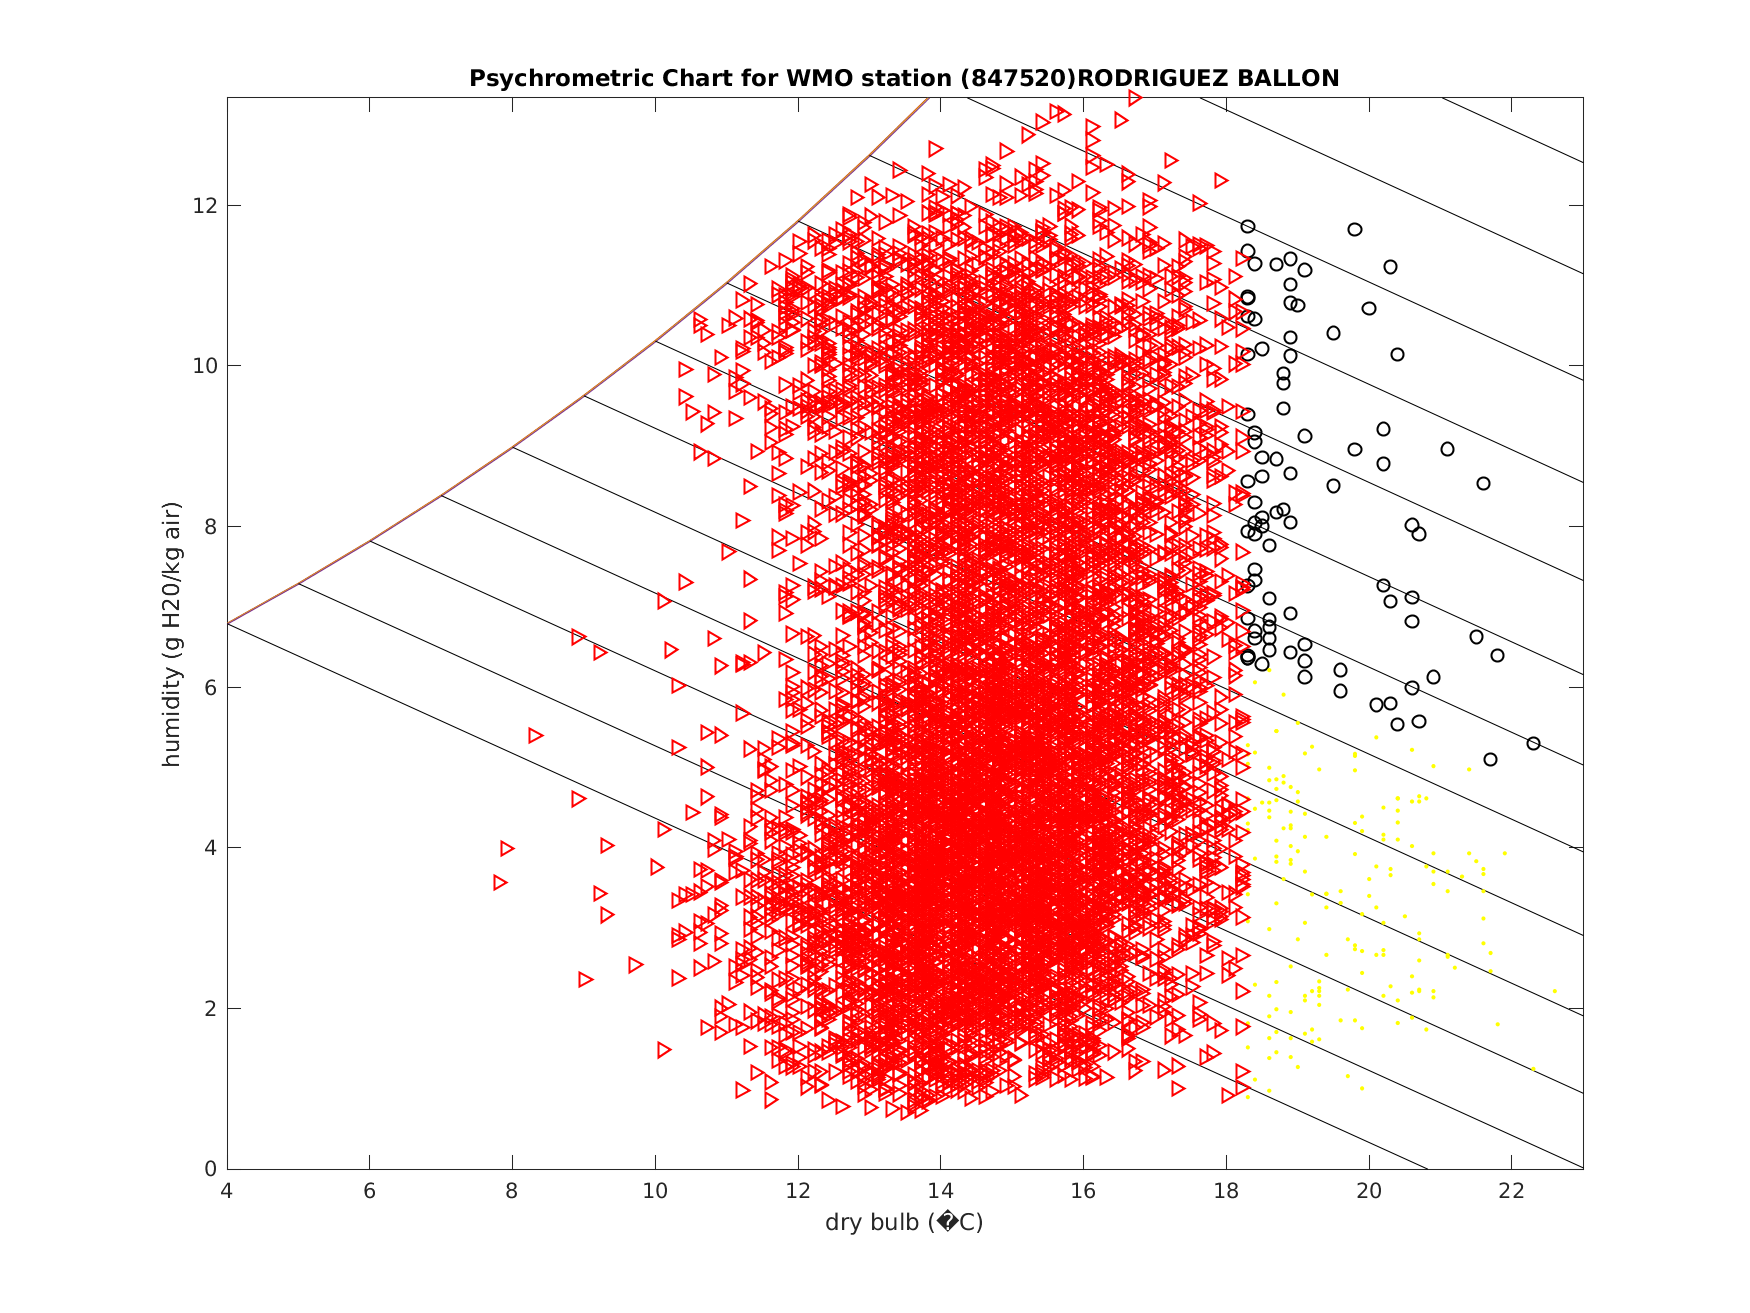 Psychrometric Chart for WMO station (847520)RODRIGUEZ BALLON
humidity (g H20/kg air)
12
10
8
6
4
2
0
4 6 8 10 12 14 16 18 20 22
dry bulb (�C)